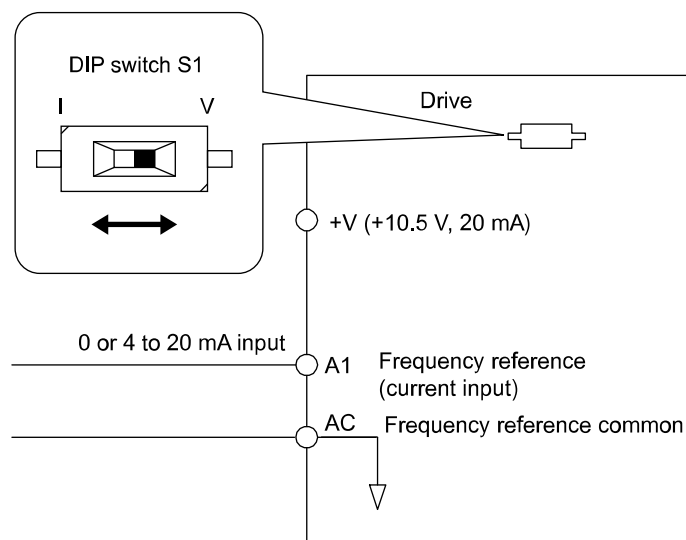 DIP switch S1
I V
Drive
+V (+10.5 V, 20 mA)
0 or 4 to 20 mA input
A1 Frequency reference
(current input)
AC Frequency reference common